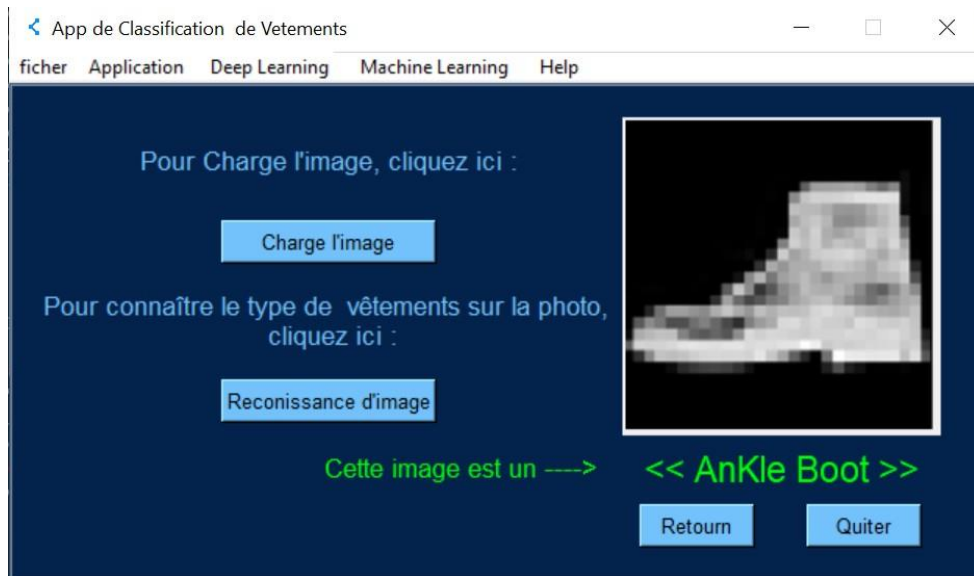 App de Classification de Vetements
ficher Application Deep Learning Machine Learning Help
Pour Charge l'image, cliquez ici :
Charge l'image
Pour connaître le type de vêtements sur la photo,
cliquez ici :
Reconissance d'image
Cette image est un ----> << AnKle Boot >>
Retourn Quiter